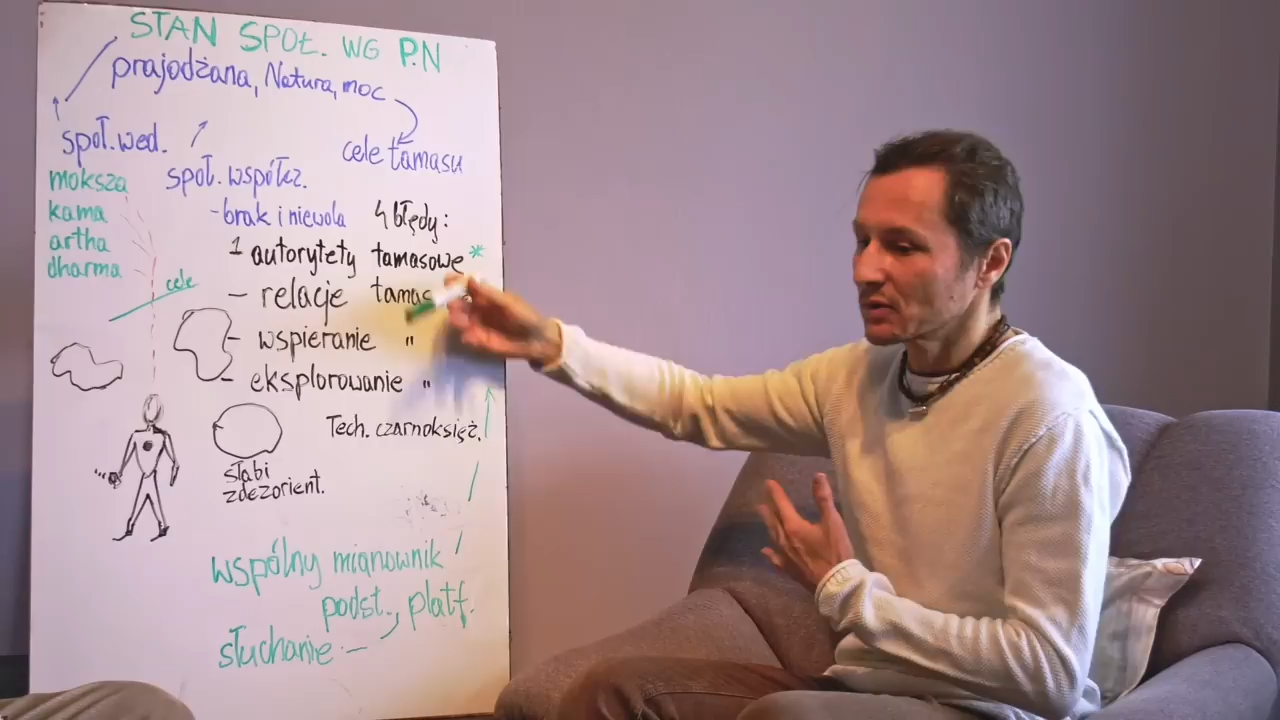 STAN SPOŁ. WG P.N
prajodżana, Natura, moc
społ. wed.
cele tamasu
moksza
kama
artha
dharma
społ. współcz.
- brak i niewola
4 błędy:
1 autorytety tamasowe *
- relacje tamas
- wspieranie "
- eksplorowanie "
cele
Tech. czarnoksięż.
słabi
zdezorient.
wspólny mianownik
podst., platf.
słuchanie -